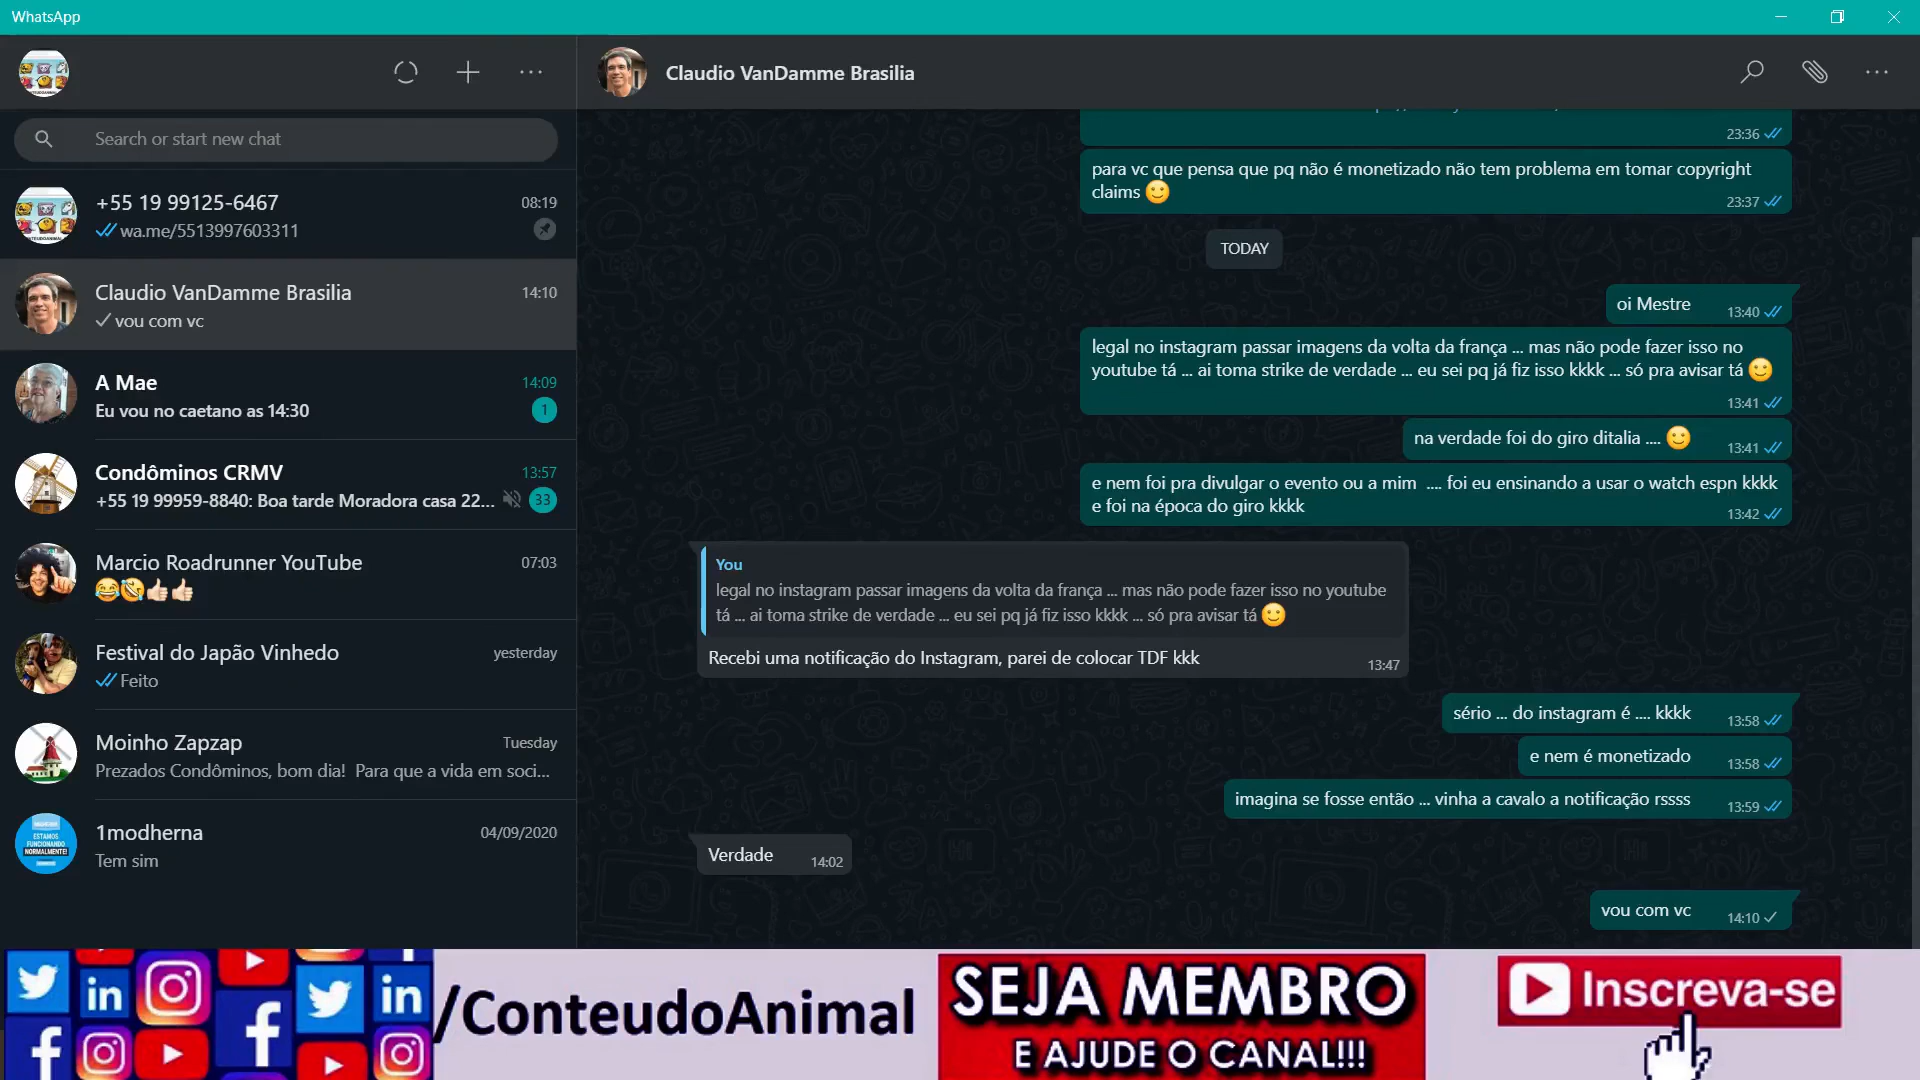 WhatsApp
Search or start new chat
+55 19 99125-6467
08:19
wa.me/5513997603311
Claudio VanDamme Brasilia
14:10
vou com vc
A Mae
14:09
Eu vou no caetano as 14:30
1
Condôminos CRMV
13:57
+55 19 99959-8840: Boa tarde Moradora casa 22...
33
Marcio Roadrunner YouTube
07:03
😂🤣👍🏻👍🏻
Festival do Japão Vinhedo
yesterday
Feito
Moinho Zapzap
Tuesday
Prezados Condôminos, bom dia!  Para que a vida em soci...
1modherna
04/09/2020
Tem sim
ESTAMOS
FUNCIONANDO
NORMALMENTE!
Claudio VanDamme Brasilia
23:36
para vc que pensa que pq não é monetizado não tem problema em tomar copyright
claims 🙂
23:37
TODAY
oi Mestre
13:40
legal no instagram passar imagens da volta da frança ... mas não pode fazer isso no
youtube tá ... ai toma strike de verdade ... eu sei pq já fiz isso kkkk ... só pra avisar tá 🙂
13:41
na verdade foi do giro ditalia .... 🙂
13:41
e nem foi pra divulgar o evento ou a mim  .... foi eu ensinando a usar o watch espn kkkk
e foi na época do giro kkkk
13:42
You
legal no instagram passar imagens da volta da frança ... mas não pode fazer isso no youtube
tá ... ai toma strike de verdade ... eu sei pq já fiz isso kkkk ... só pra avisar tá 🙂
Recebi uma notificação do Instagram, parei de colocar TDF kkk
13:47
sério ... do instagram é .... kkkk
13:58
e nem é monetizado
13:58
imagina se fosse então ... vinha a cavalo a notificação rssss
13:59
Verdade
14:02
vou com vc
14:10
/ConteudoAnimal
SEJA MEMBRO
E AJUDE O CANAL!!!
Inscreva-se